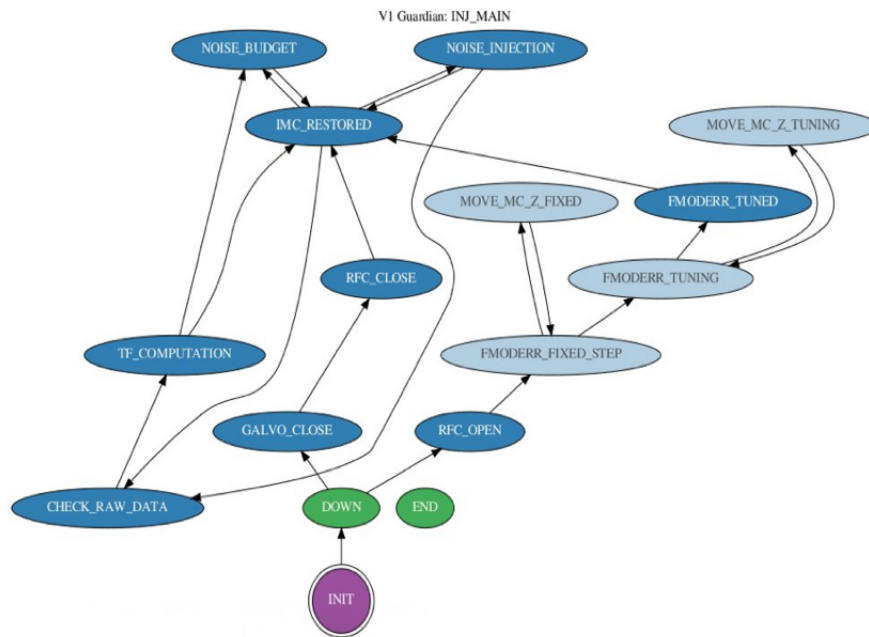 V1 Guardian: INJ_MAIN
NOISE_BUDGET
NOISE_INJECTION
IMC_RESTORED
MOVE_MC_Z_TUNING
MOVE_MC_Z_FIXED
FMODERR_TUNED
RFC_CLOSE
FMODERR_TUNING
TF_COMPUTATION
FMODERR_FIXED_STEP
GALVO_CLOSE
RFC_OPEN
CHECK_RAW_DATA
DOWN
END
INIT